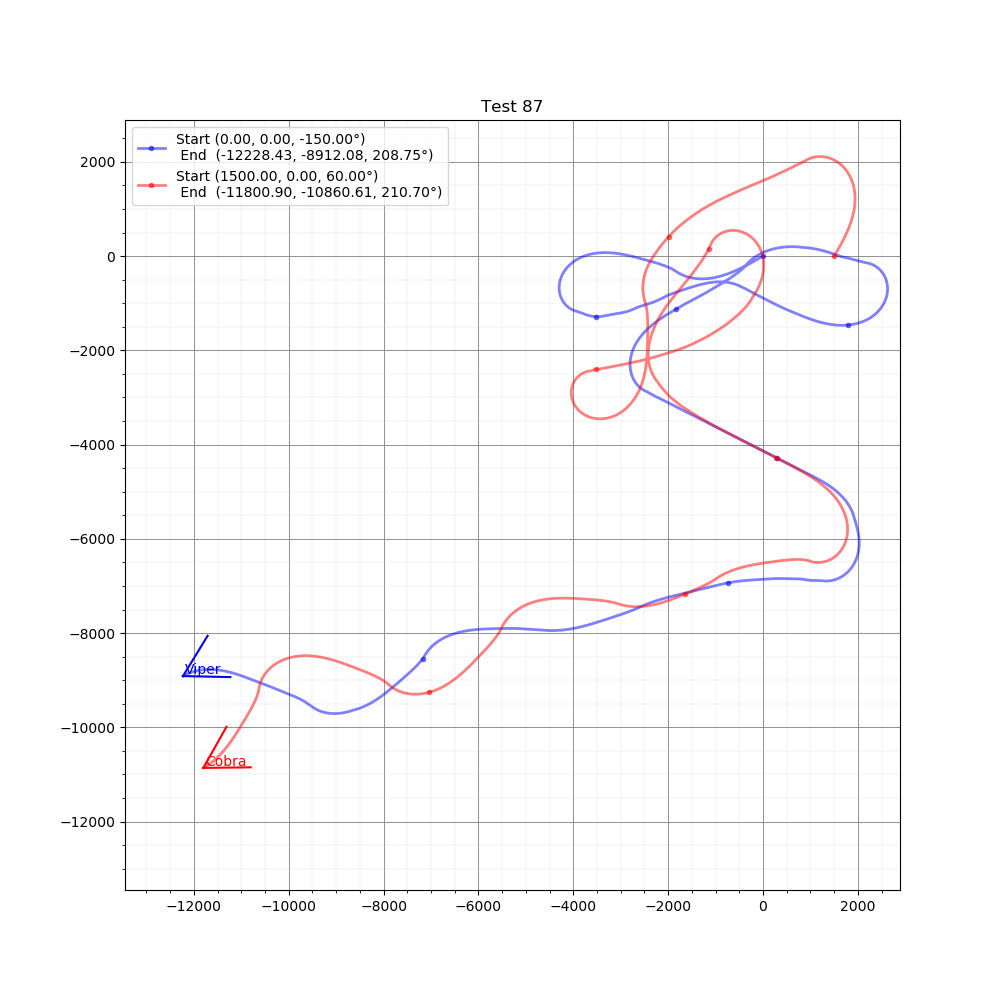 Test 87
Start (0.00, 0.00, -150.00°)
End (-12228.43, -8912.08, 208.75°)
Start (1500.00, 0.00, 60.00°)
End (-11800.90, -10860.61, 210.70°)
2000
0
−2000
−4000
−6000
−8000
−10000
−12000
Viper
Cobra
−12000 −10000 −8000 −6000 −4000 −2000 0 2000